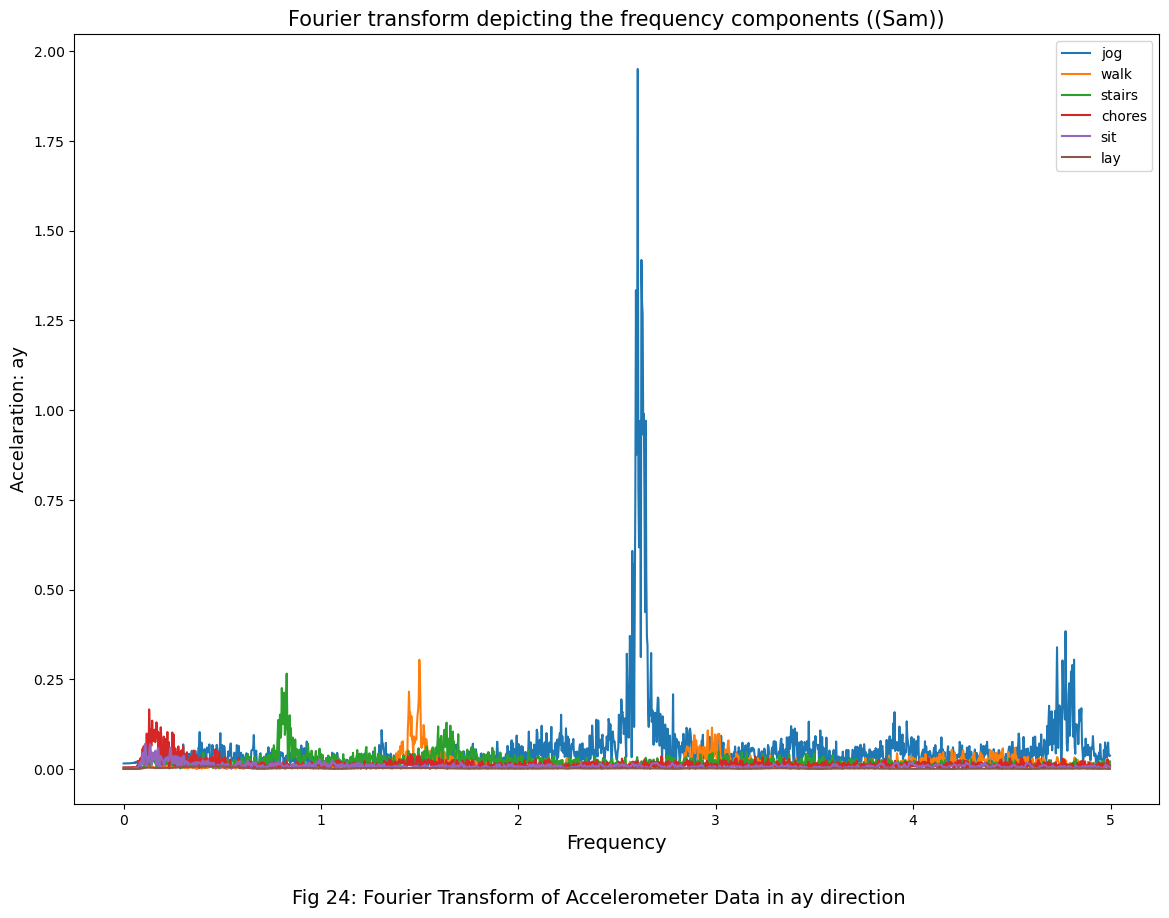 Fourier transform depicting the frequency components ((Sam))
2.00
1.75
1.50
1.25
1.00
0.75
0.50
0.25
0.00
Accelaration: ay
jog
walk
stairs
chores
sit
lay
0 1 2 3 4 5
Frequency
Fig 24: Fourier Transform of Accelerometer Data in ay direction